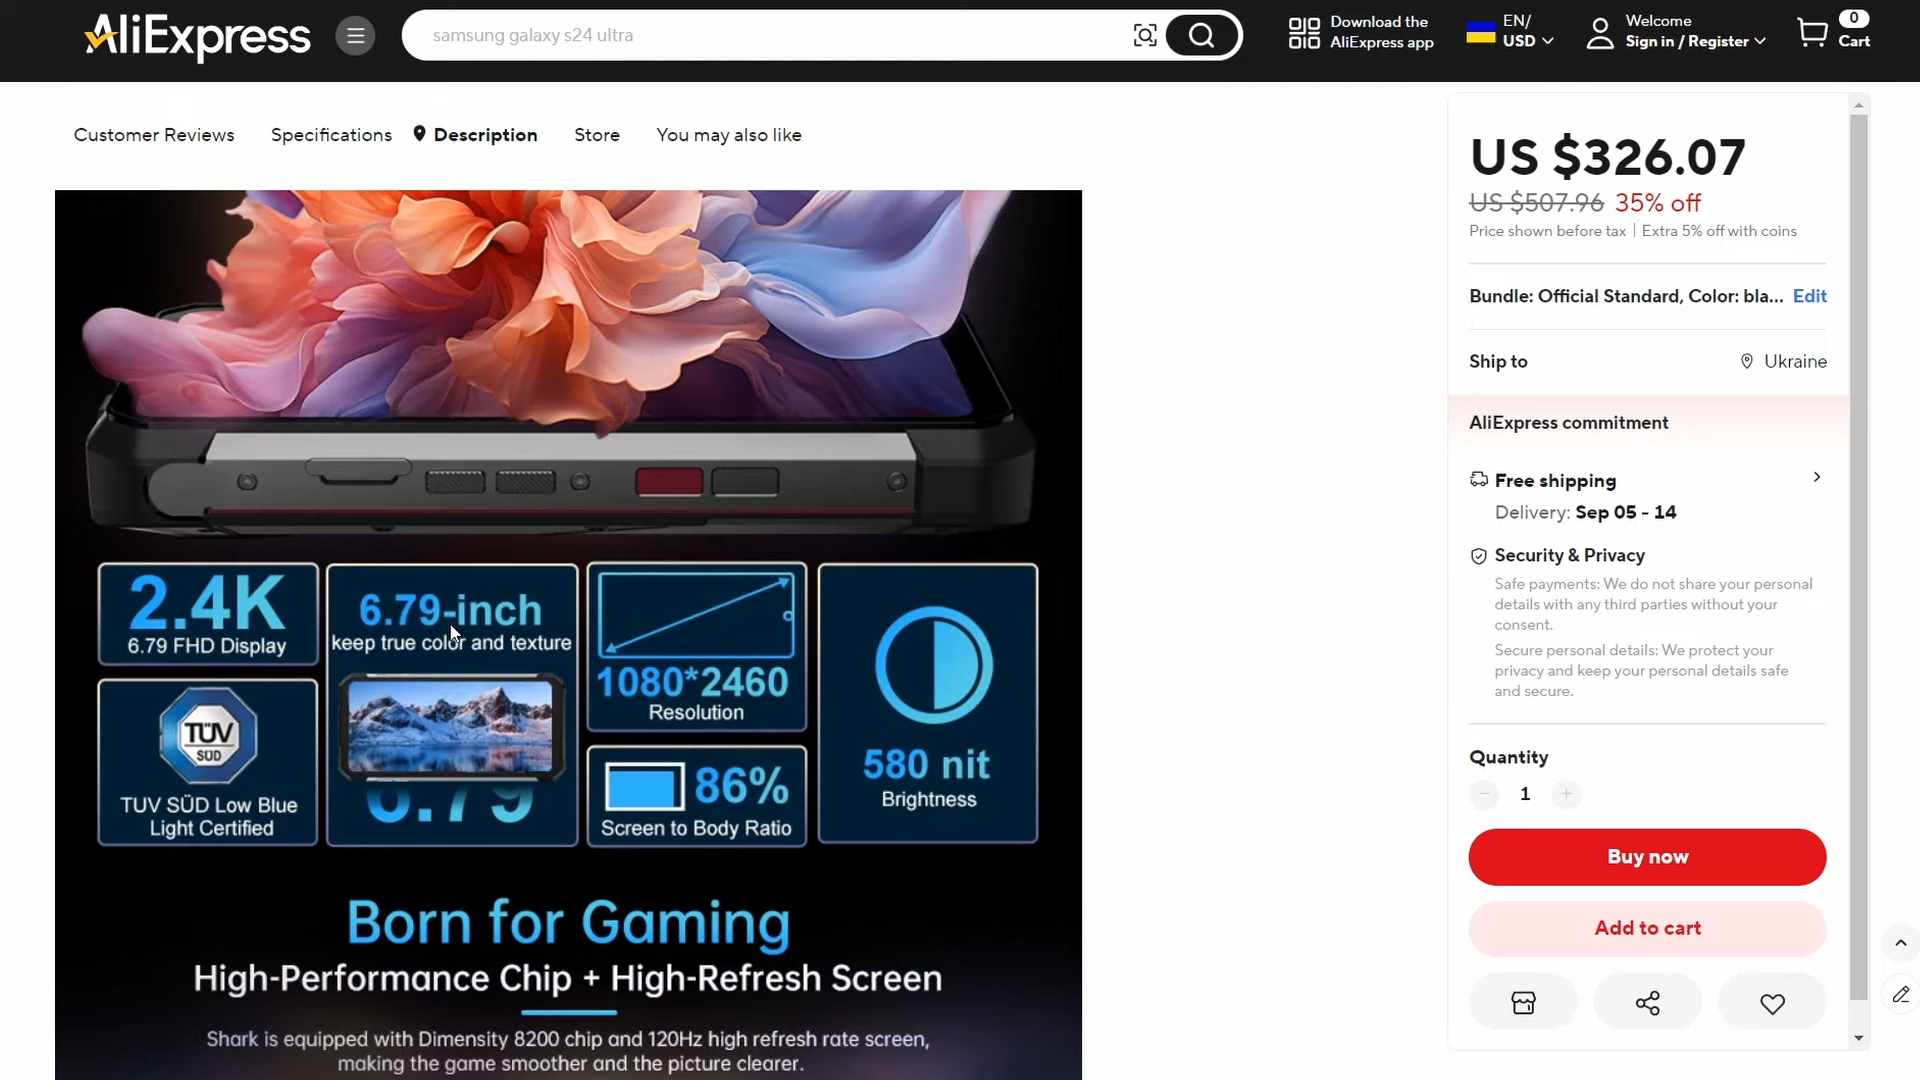 AliExpress
samsung galaxy s24 ultra
Download the
AliExpress app
EN/
USD
Welcome
Sign in / Register
0
Cart
Customer Reviews
Specifications
Description
Store
You may also like
2.4K
6.79 FHD Display
TÜV
SÜD
TUV SÜD Low Blue
Light Certified
6.79-inch
keep true color and texture
6.79
1080*2460
Resolution
86%
Screen to Body Ratio
580 nit
Brightness
Born for Gaming
High-Performance Chip + High-Refresh Screen
Shark is equipped with Dimensity 8200 chip and 120Hz high refresh rate screen,
making the game smoother and the picture clearer.
US $326.07
US $507.96 35% off
Price shown before tax | Extra 5% off with coins
Bundle: Official Standard, Color: bla... Edit
Ship to
Ukraine
AliExpress commitment
Free shipping
Delivery: Sep 05 - 14
Security & Privacy
Safe payments: We do not share your personal
details with any third parties without your
consent.
Secure personal details: We protect your
privacy and keep your personal details safe
and secure.
Quantity
1
Buy now
Add to cart